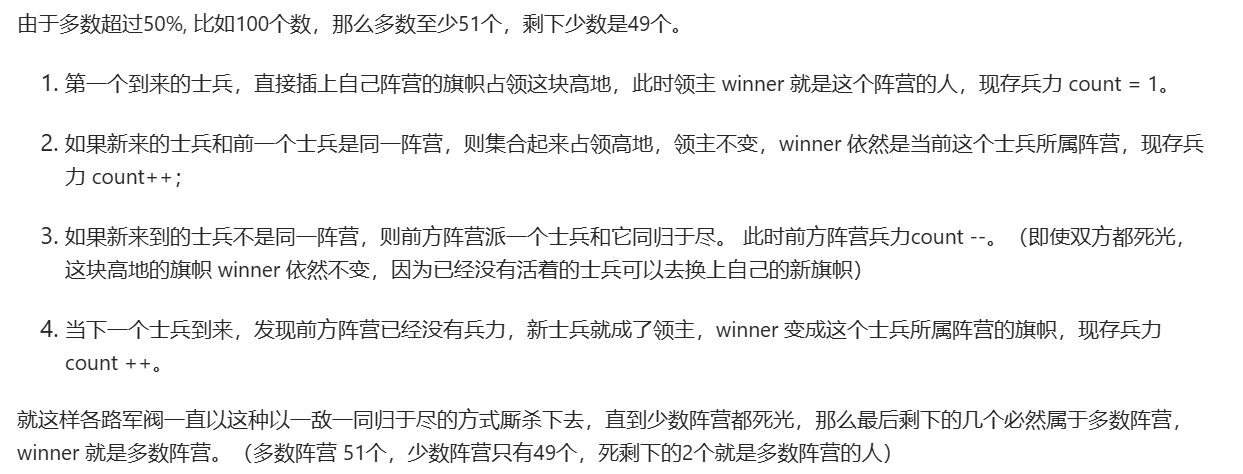 由于多数超过50%, 比如100个数，那么多数至少51个，剩下少数是49个。
1. 第一个到来的士兵，直接插上自己阵营的旗帜占领这块高地，此时领主 winner 就是这个阵营的人，现存兵力 count = 1。
2. 如果新来的士兵和前一个士兵是同一阵营，则集合起来占领高地，领主不变，winner 依然是当前这个士兵所属阵营，现存兵
力 count++；
3. 如果新来到的士兵不是同一阵营，则前方阵营派一个士兵和它同归于尽。 此时前方阵营兵力count --。（即使双方都死光，
这块高地的旗帜 winner 依然不变，因为已经没有活着的士兵可以去换上自己的新旗帜）
4. 当下一个士兵到来，发现前方阵营已经没有兵力，新士兵就成了领主，winner 变成这个士兵所属阵营的旗帜，现存兵力
count ++。
就这样各路军阀一直以这种以一敌一同归于尽的方式厮杀下去，直到少数阵营都死光，那么最后剩下的几个必然属于多数阵营，
winner 就是多数阵营。（多数阵营 51个，少数阵营只有49个，死剩下的2个就是多数阵营的人）